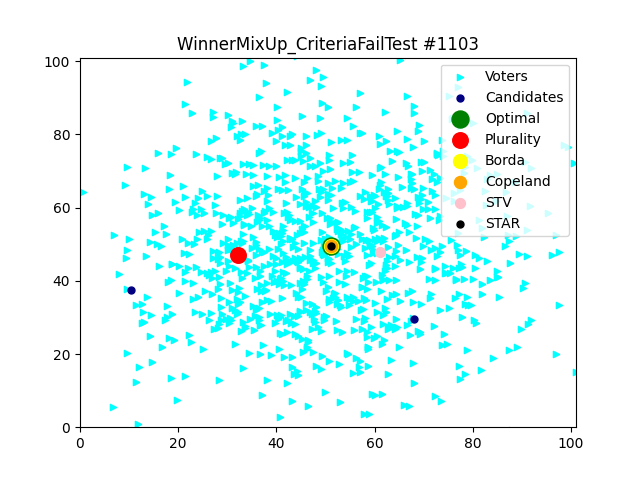 WinnerMixUp_CriteriaFailTest #1103
100
80
60
40
20
0
0
20
40
60
80
100
Voters
Candidates
Optimal
Plurality
Borda
Copeland
STV
STAR